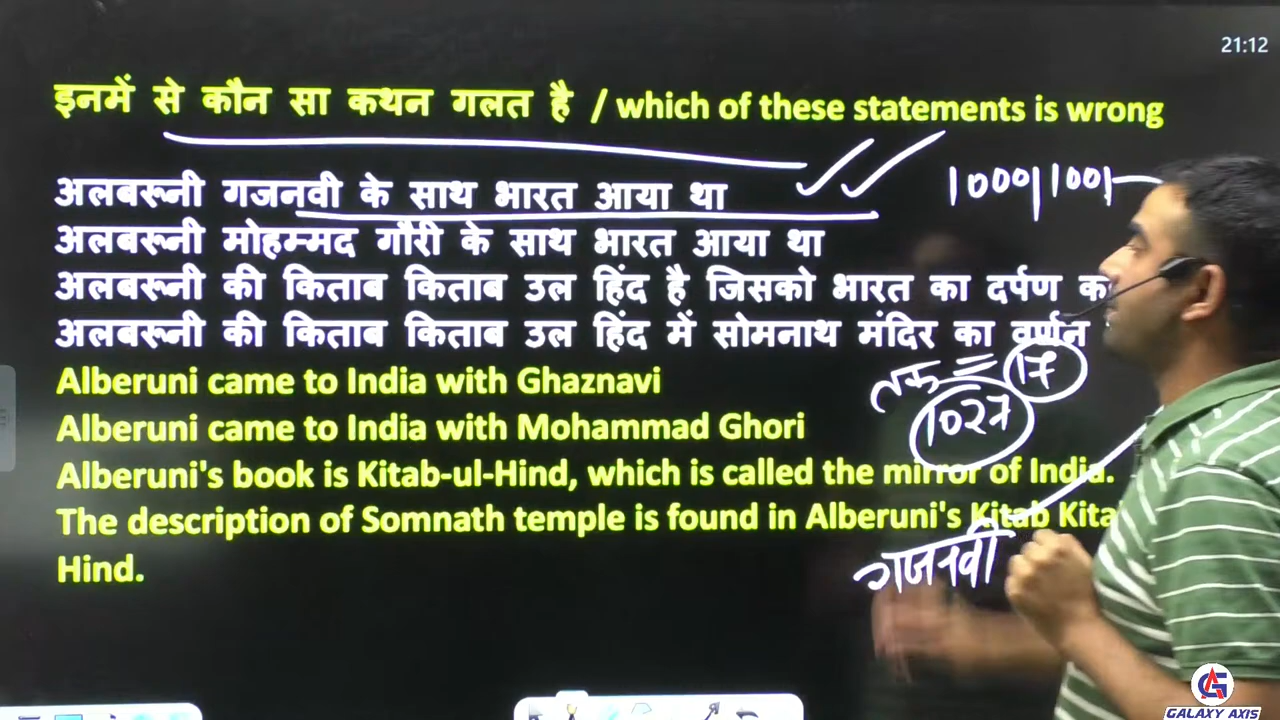 21:12
इनमें से कौन सा कथन गलत है / which of these statements is wrong
1000/1001
अलबरूनी गजनवी के साथ भारत आया था
अलबरूनी मोहम्मद गौरी के साथ भारत आया था
अलबरूनी की किताब किताब उल हिंद है जिसको भारत का दर्पण क
अलबरूनी की किताब किताब उल हिंद में सोमनाथ मंदिर का वर्णन
तक = 17
1027
Alberuni came to India with Ghaznavi
Alberuni came to India with Mohammad Ghori
Alberuni's book is Kitab-ul-Hind, which is called the mirror of India.
The description of Somnath temple is found in Alberuni's Kitab Kita
Hind.
गजनवी
GALAXY AXIS